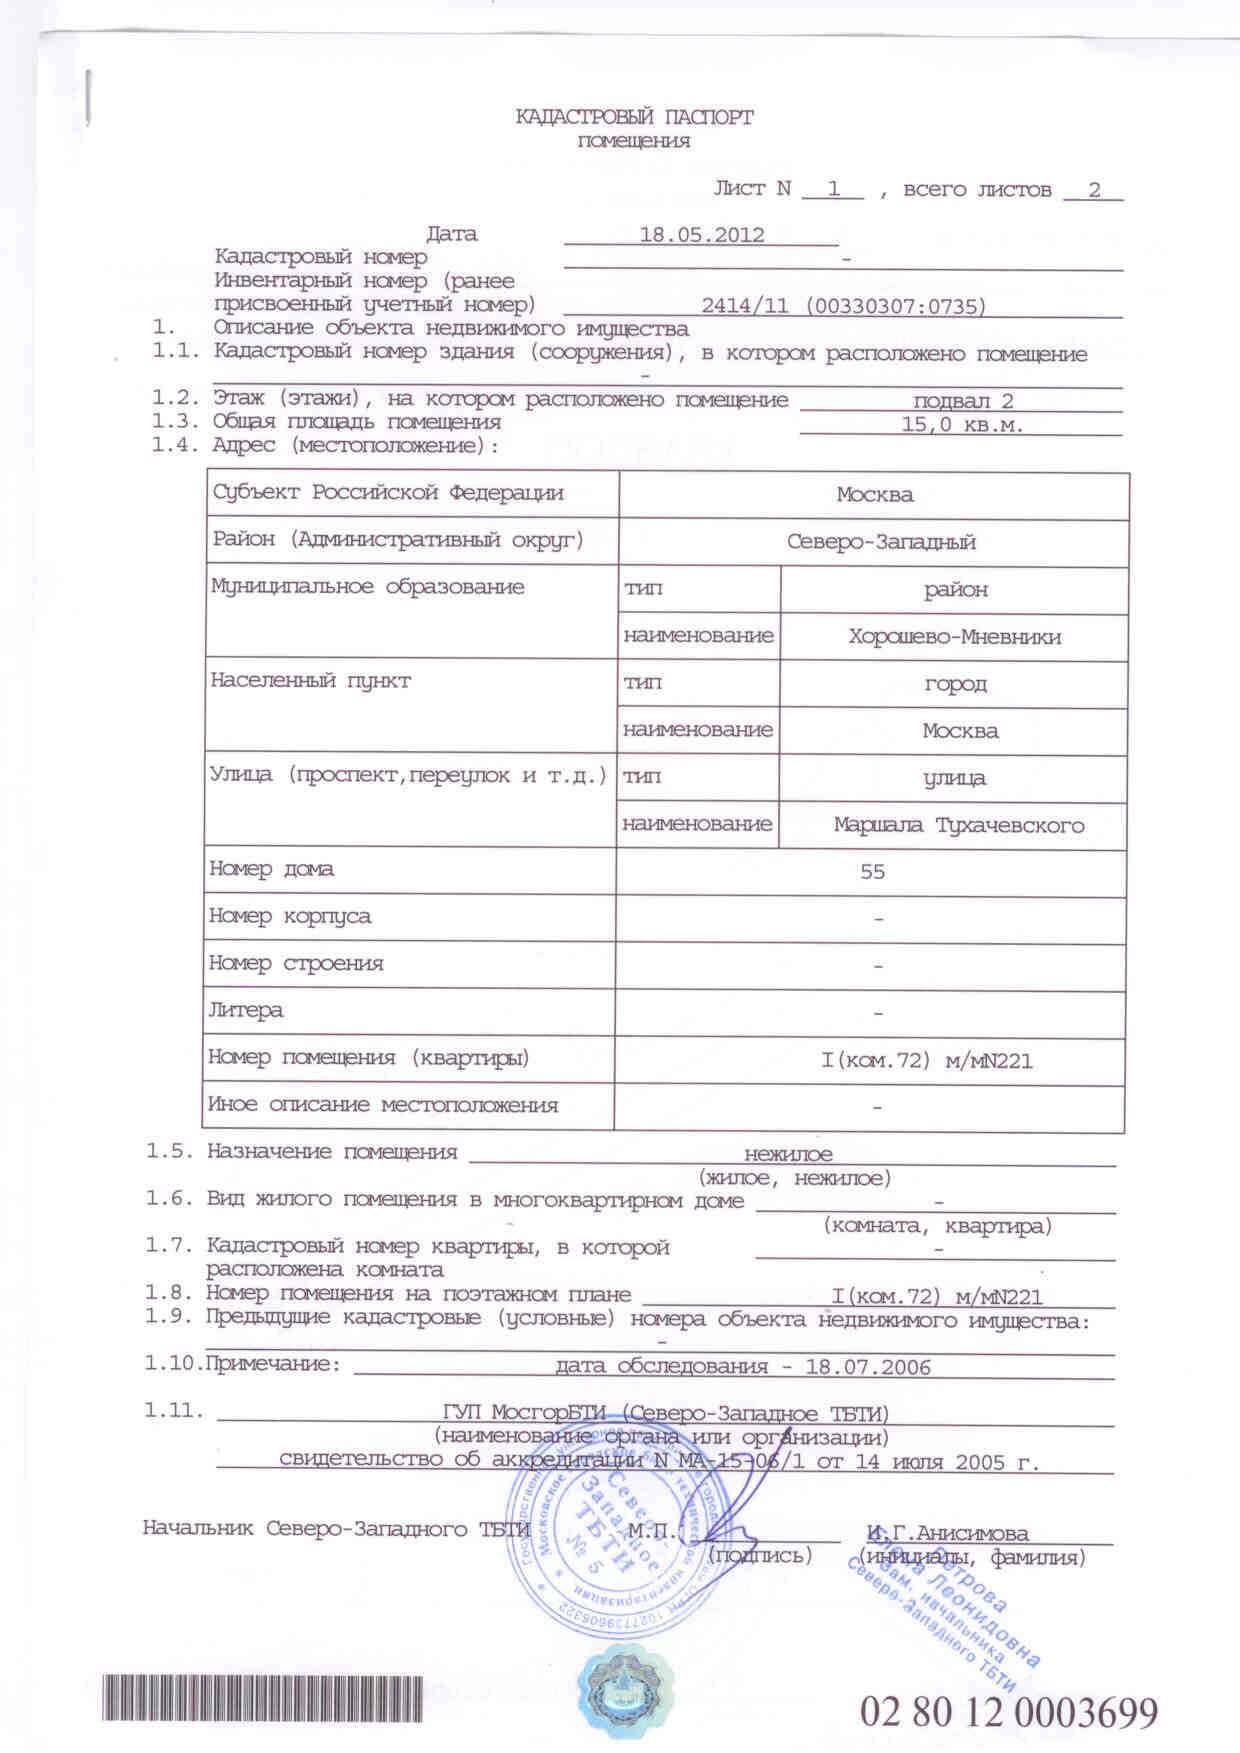 КАДАСТРОВЫЙ ПАСПОРТ
помещения
Лист N 1 , всего листов 2
Дата 18.05.2012
Кадастровый номер -
Инвентарный номер (ранее
присвоенный учетный номер) 2414/11 (00330307:0735)
1. Описание объекта недвижимого имущества
1.1. Кадастровый номер здания (сооружения), в котором расположено помещение
-
1.2. Этаж (этажи), на котором расположено помещение подвал 2
1.3. Общая площадь помещения 15,0 кв.м.
1.4. Адрес (местоположение):
Субъект Российской Федерации Москва
Район (Административный округ) Северо-Западный
Муниципальное образование тип район
наименование Хорошево-Мневники
Населенный пункт тип город
наименование Москва
Улица (проспект,переулок и т.д.) тип улица
наименование Маршала Тухачевского
Номер дома 55
Номер корпуса -
Номер строения -
Литера -
Номер помещения (квартиры) I(ком.72) м/мN221
Иное описание местоположения -
1.5. Назначение помещения нежилое
(жилое, нежилое)
1.6. Вид жилого помещения в многоквартирном доме -
(комната, квартира)
1.7. Кадастровый номер квартиры, в которой -
расположена комната
1.8. Номер помещения на поэтажном плане I(ком.72) м/мN221
1.9. Предыдущие кадастровые (условные) номера объекта недвижимого имущества:
-
1.10.Примечание: дата обследования - 18.07.2006
1.11. ГУП МосгорБТИ (Северо-Западное ТБТИ)
(наименование органа или организации)
свидетельство об аккредитации N МА-15-06/1 от 14 июля 2005 г.
Начальник Северо-Западного ТБТИ М.П. И.Г.Анисимова
(подпись) (инициалы, фамилия)
Северо-
Западное
ТБТИ
№ 5
Петрова
Елена Леонидовна
Зам. начальника
Северо-Западного ТБТИ
02 80 12 0003699